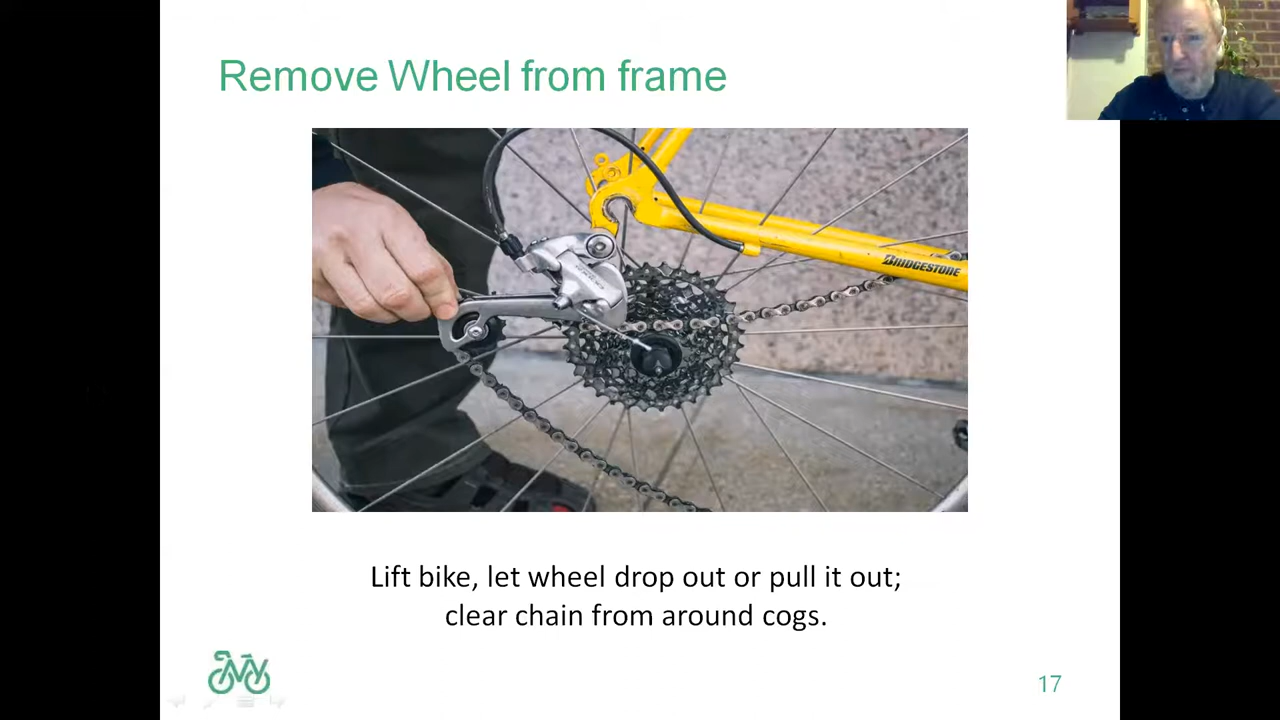 Remove Wheel from frame
BRIDGESTONE
Lift bike, let wheel drop out or pull it out;
clear chain from around cogs.
17